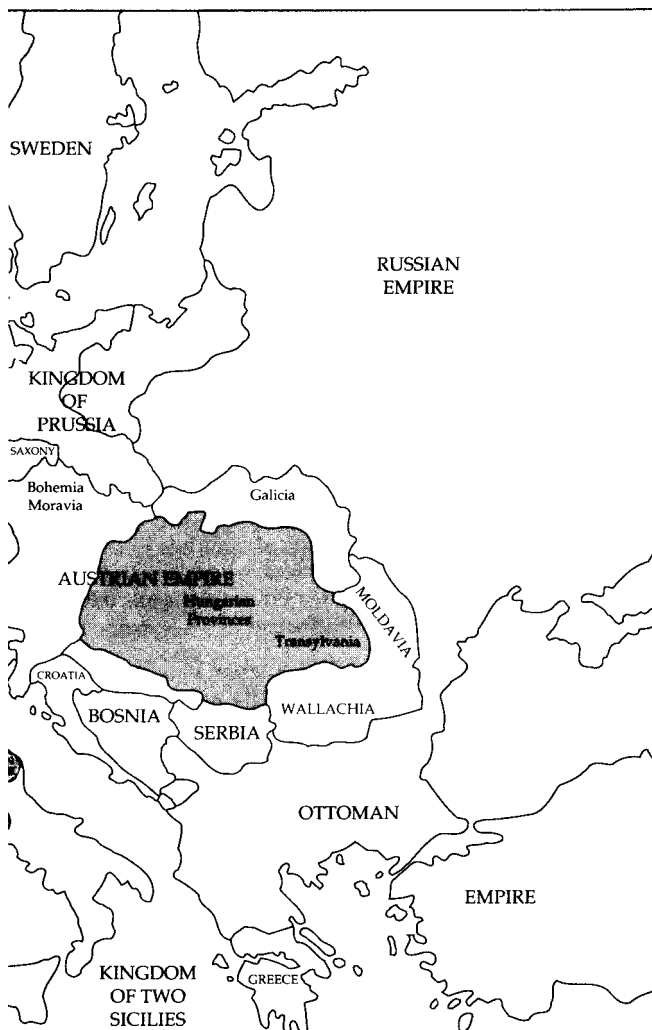 SWEDEN
RUSSIAN
EMPIRE
KINGDOM
OF
PRUSSIA
SAXONY
Bohemia
Moravia
Galicia
AUSTRIAN EMPIRE
Hungarian
Provinces
MOLDAVIA
Transylvania
CROATIA
BOSNIA
SERBIA
WALLACHIA
OTTOMAN
EMPIRE
KINGDOM
OF TWO
SICILIES
GREECE